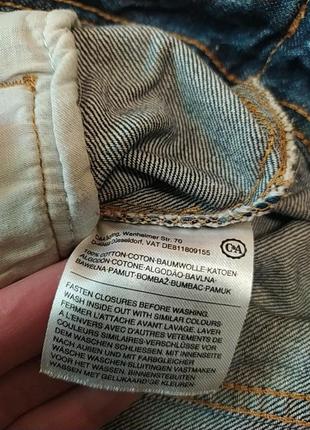 C&A Buying, Wanheimer Str. 70
Düsseldorf, VAT DE811809155
C&A
100% COTTON-COTON-BAUMWOLLE-KATOEN
ALGODÓN-COTONE-ALGODÃO-BAVLNA-
BAWEŁNA-PAMUT-BOMBAŽ-BUMBAC-PAMUK
FASTEN CLOSURES BEFORE WASHING.
WASH INSIDE OUT WITH SIMILAR COLOURS-
FERMER L'ATTACHE AVANT LAVAGE. LAVER
A L'ENVERS AVEC D'AUTRES VÊTEMENTS DE
COULEURS SIMILAIRES-VERSCHLÜSSE VOR
DEM WASCHEN SCHLIESSEN. MIT INNENSEITE
NACH AUßEN UND MIT FARBGLEICHER
WÄSCHE WASCHEN-SLUITINGEN VASTMAKEN
VOOR HET WASSEN. BINNENSTEBUITEN
WASSEN MET GELIJKAARDIGE KLEUREN